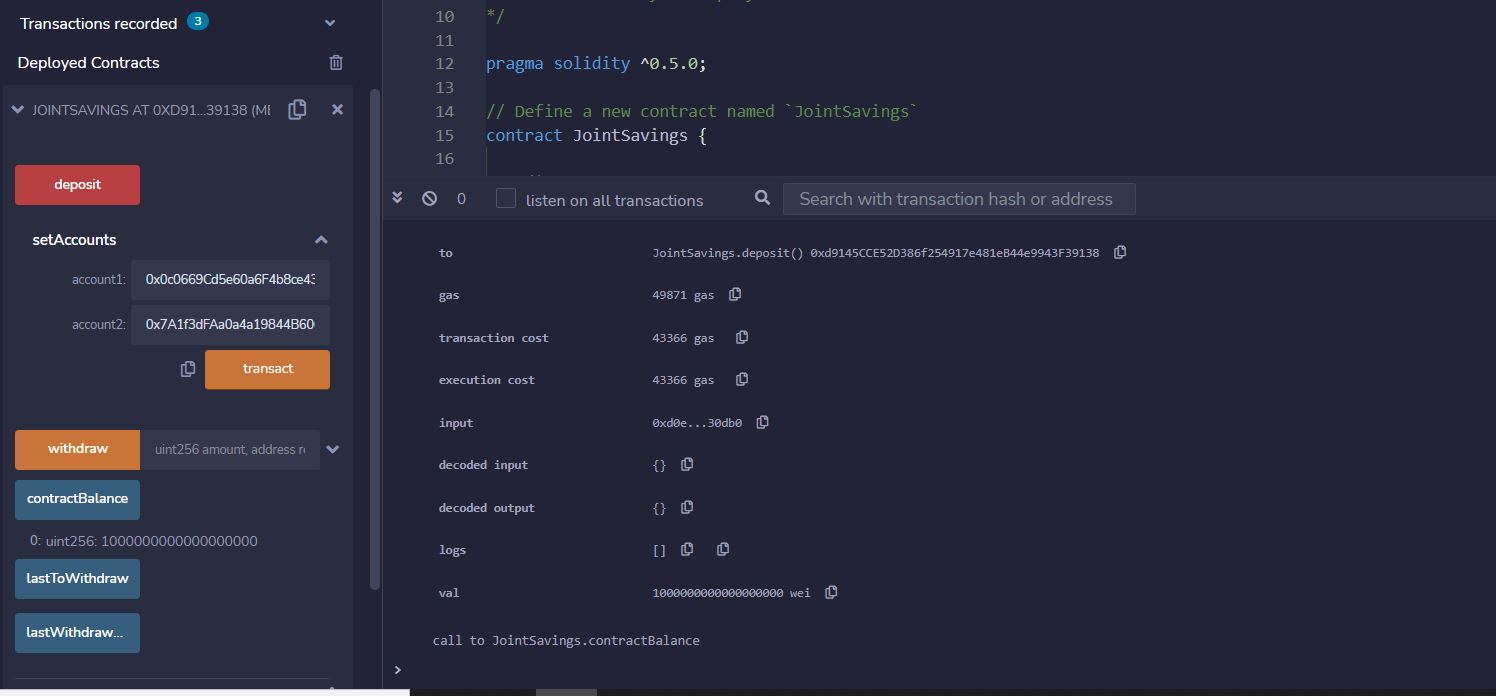 Transactions recorded 3
Deployed Contracts
JOINTSAVINGS AT 0XD91...39138 (ME
deposit
setAccounts
account1: 0x0c0669Cd5e60a6F4b8ce43
account2: 0x7A1f3dFAa0a4a19844B60
transact
withdraw uint256 amount, address re
contractBalance
0: uint256: 1000000000000000000
lastToWithdraw
lastWithdraw...
10 */
11
12 pragma solidity ^0.5.0;
13
14 // Define a new contract named `JointSavings`
15 contract JointSavings {
16
0 listen on all transactions Search with transaction hash or address
to JointSavings.deposit() 0xd9145CCE52D386f254917e481eB44e9943F39138
gas 49871 gas
transaction cost 43366 gas
execution cost 43366 gas
input 0xd0e...30db0
decoded input {}
decoded output {}
logs []
val 1000000000000000000 wei
call to JointSavings.contractBalance
>